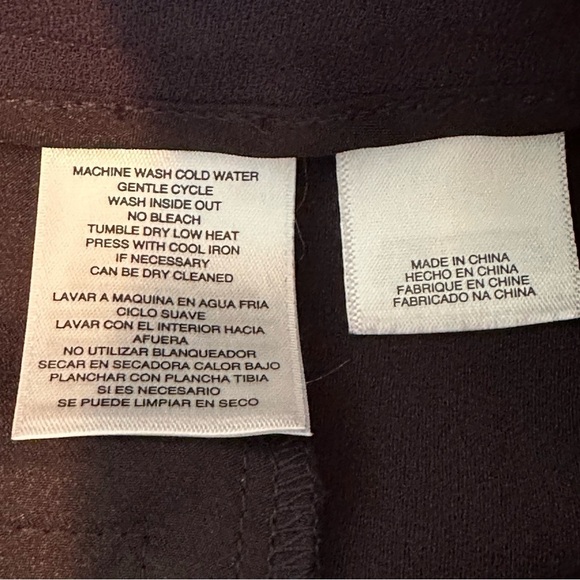 MACHINE WASH COLD WATER
GENTLE CYCLE
WASH INSIDE OUT
NO BLEACH
TUMBLE DRY LOW HEAT
PRESS WITH COOL IRON
IF NECESSARY
CAN BE DRY CLEANED
LAVAR A MAQUINA EN AGUA FRIA
CICLO SUAVE
LAVAR CON EL INTERIOR HACIA
AFUERA
NO UTILIZAR BLANQUEADOR
SECAR EN SECADORA CALOR BAJO
PLANCHAR CON PLANCHA TIBIA
SI ES NECESARIO
SE PUEDE LIMPIAR EN SECO
MADE IN CHINA
HECHO EN CHINA
FABRIQUE EN CHINE
FABRICADO NA CHINA